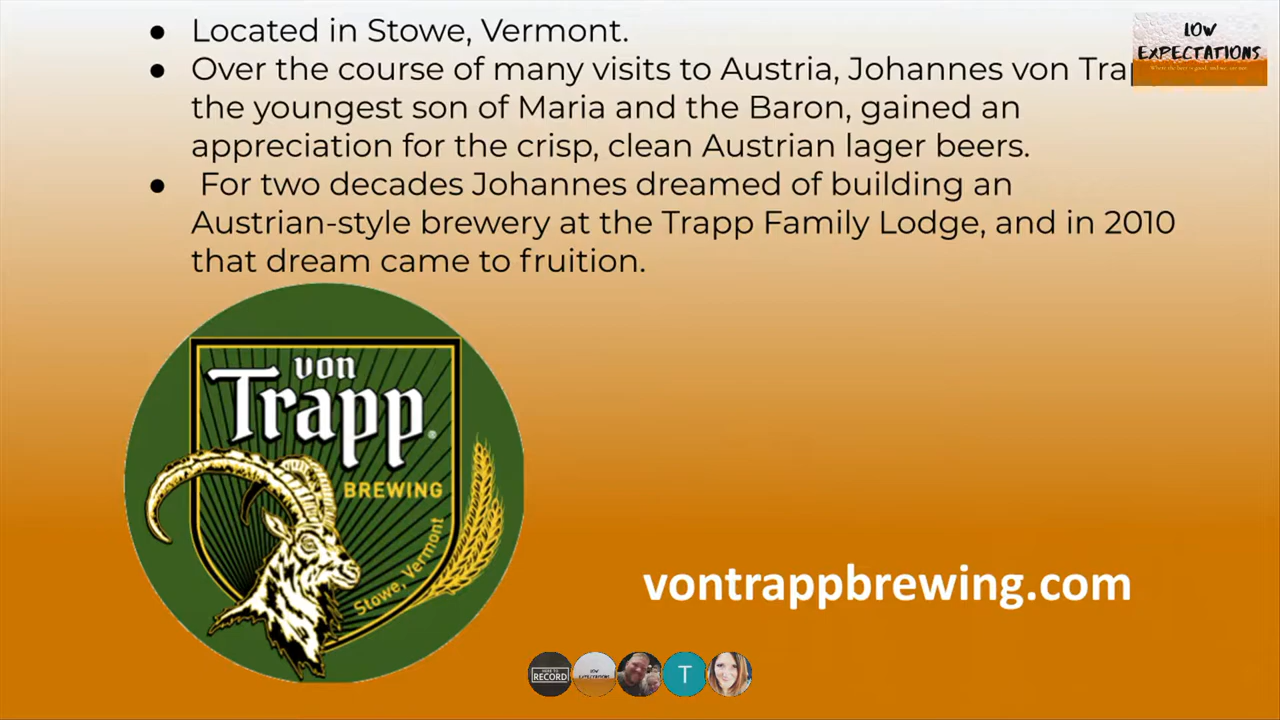 ● Located in Stowe, Vermont.
LOW
EXPECTATIONS
● Over the course of many visits to Austria, Johannes von
the youngest son of Maria and the Baron, gained an
appreciation for the crisp, clean Austrian lager beers.
● For two decades Johannes dreamed of building an
Austrian-style brewery at the Trapp Family Lodge, and in 2010
that dream came to fruition.
von
Trapp®
BREWING
Stowe, Vermont
vontrappbrewing.com
RECORD
T